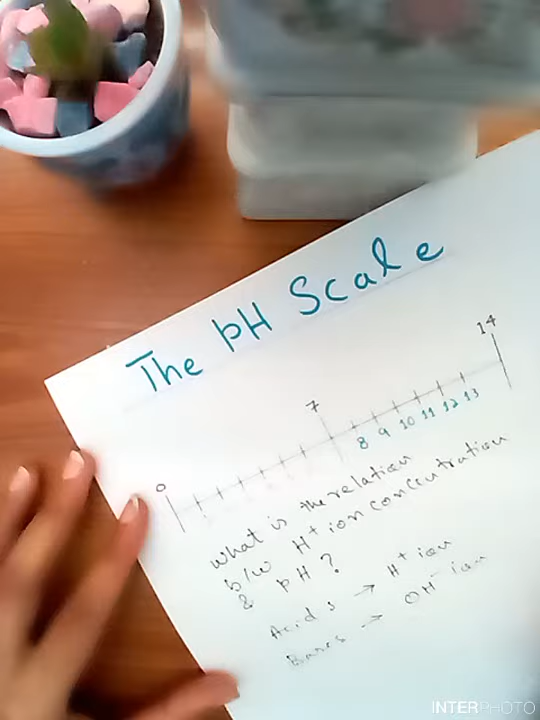 The pH Scale
0 7 14
8 9 10 11 12 13
What is the relation
b/w H⁺ ion concentration
& pH ?
Acids → H⁺ ion
Bases → OH⁻ ion
INTERPHOTO